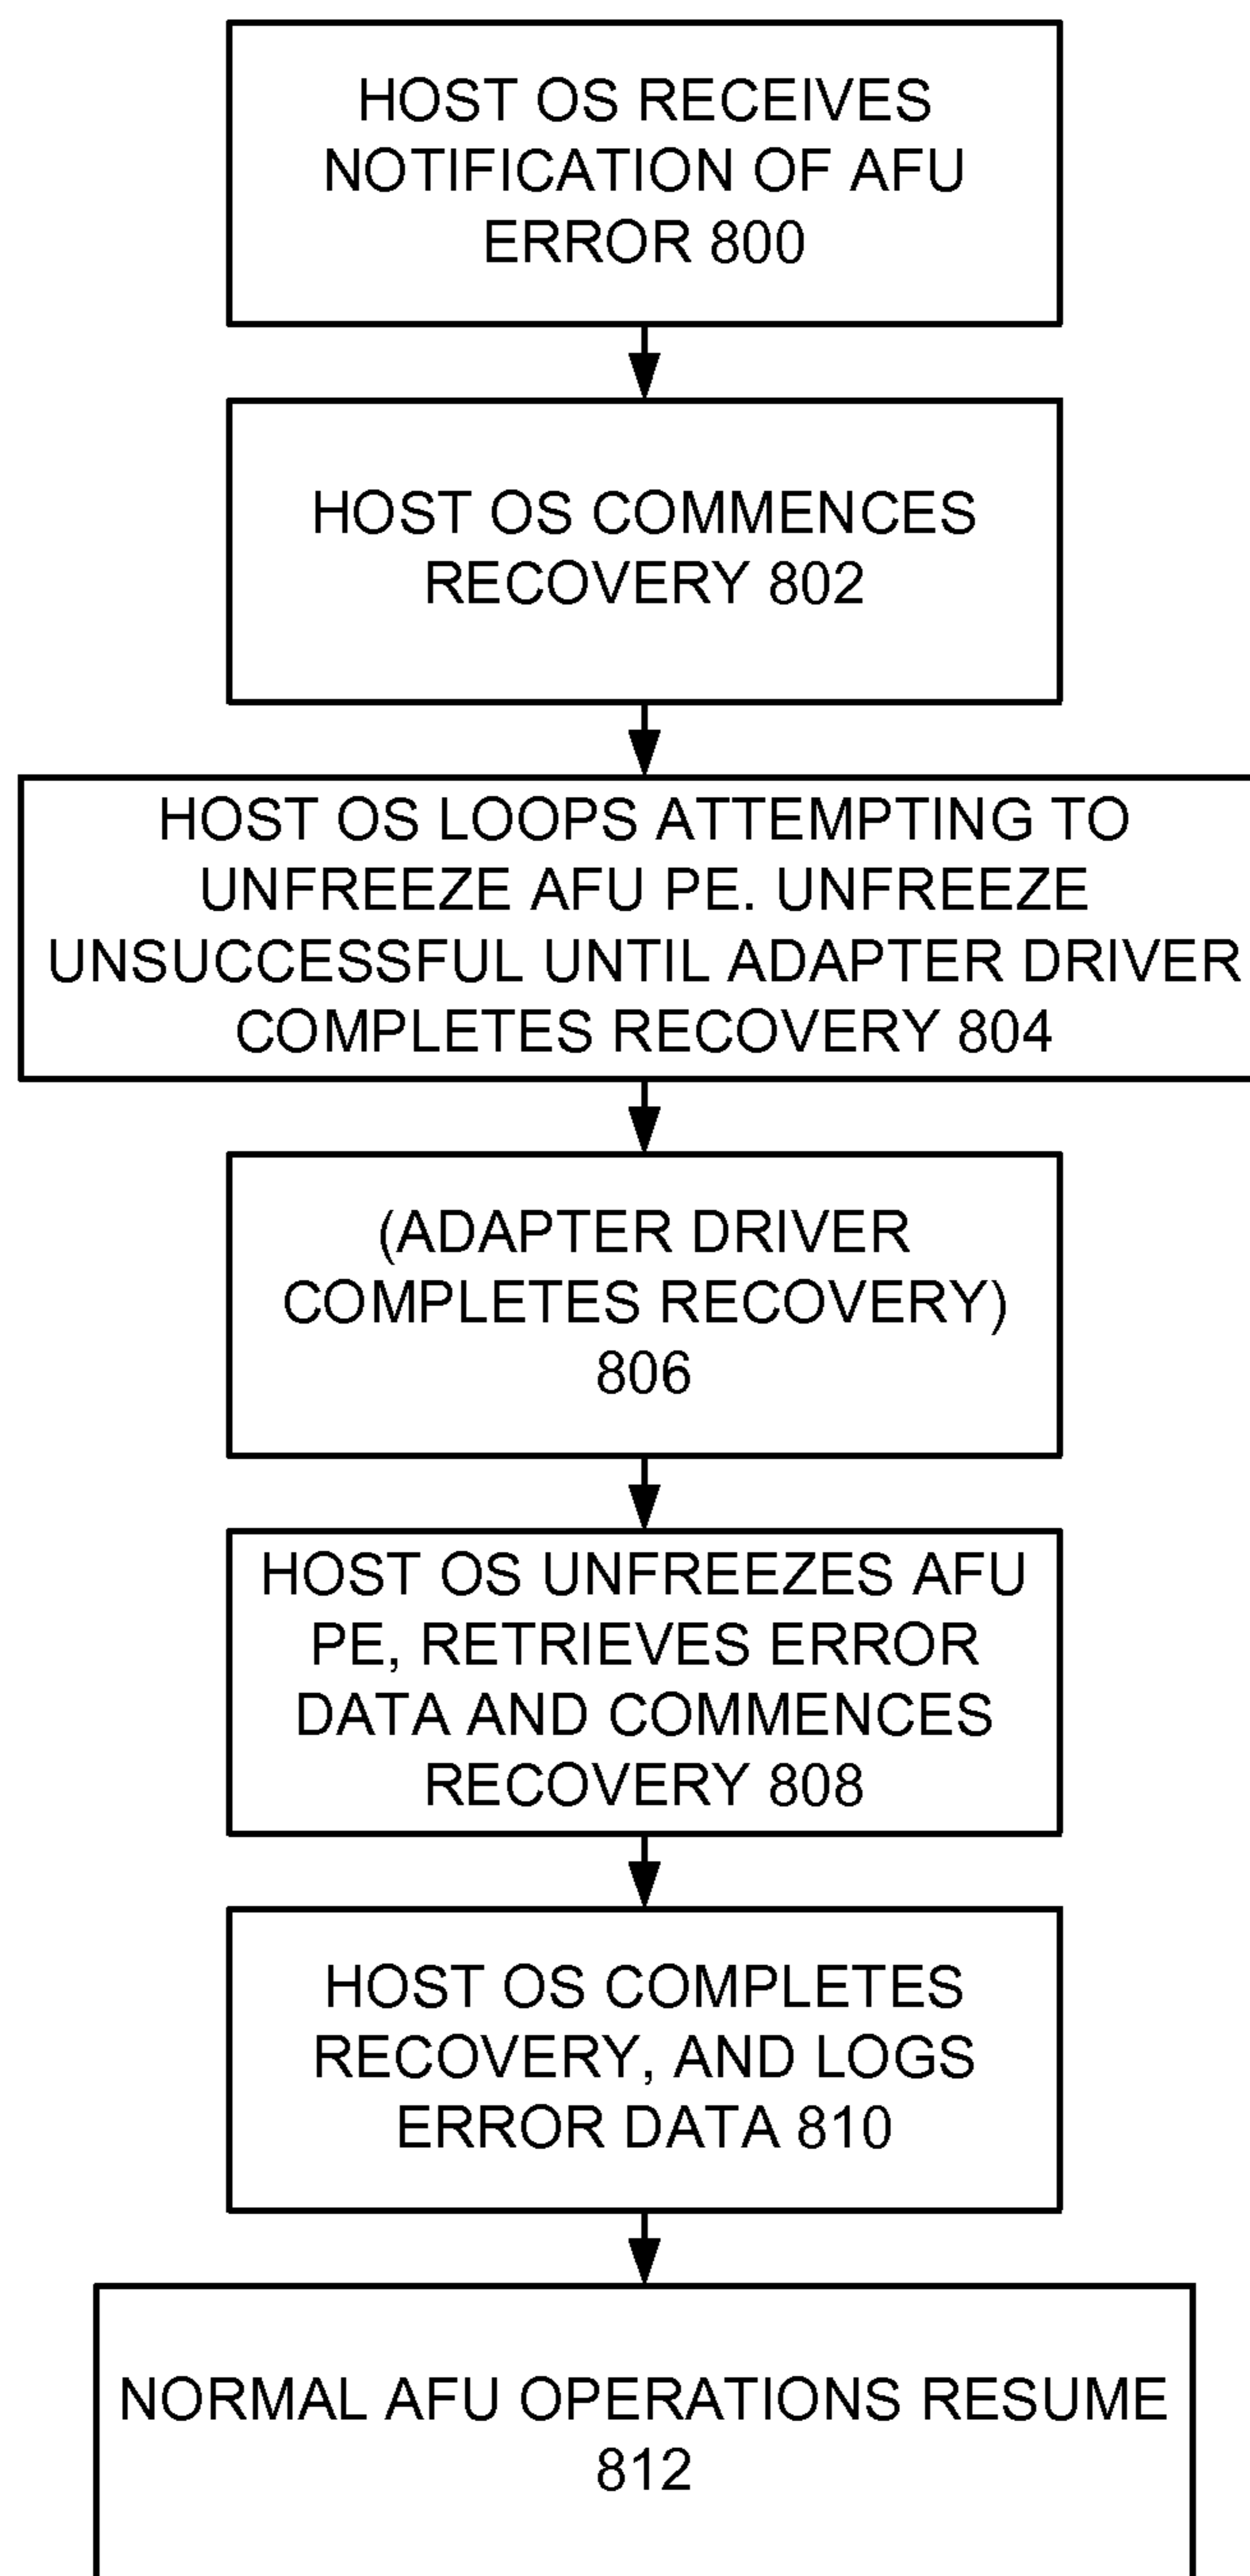 HOST OS RECEIVES
NOTIFICATION OF AFU
ERROR 800
HOST OS COMMENCES
RECOVERY 802
HOST OS LOOPS ATTEMPTING TO
UNFREEZE AFU PE. UNFREEZE
UNSUCCESSFUL UNTIL ADAPTER DRIVER
COMPLETES RECOVERY 804
(ADAPTER DRIVER
COMPLETES RECOVERY)
806
HOST OS UNFREEZES AFU
PE, RETRIEVES ERROR
DATA AND COMMENCES
RECOVERY 808
HOST OS COMPLETES
RECOVERY, AND LOGS
ERROR DATA 810
NORMAL AFU OPERATIONS RESUME
812